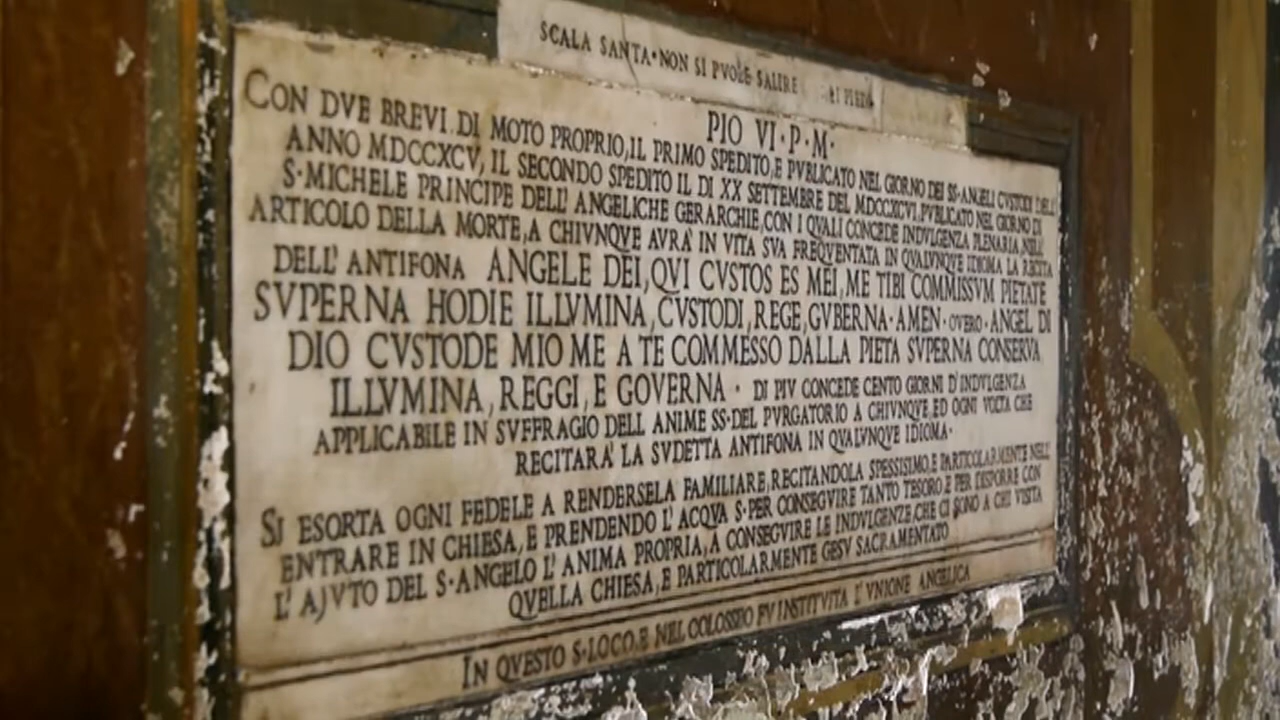 SCALA SANTA·NON SI PVOLE SALIRE
PIO VI·P·M·
CON DVE BREVI DI MOTO PROPRIO, IL PRIMO SPEDITO, E PVBLICATO NEL GIORNO DEI SS·ANGELI CVSTODI DELL'
ANNO MDCCXCV, IL SECONDO SPEDITO IL DI XX SETTEMBRE DEL MDCCXCVI, PVBLICATO NEL GIORNO DI
S·MICHELE PRINCIPE DELL' ANGELICHE GERARCHIE, CON I QVALI CONCEDE INDVLGENZA PLENARIA NELL'
ARTICOLO DELLA MORTE, A CHIVNQVE AVRA' IN VITA SVA FREQVENTATA IN QVALVNQVE IDIOMA LA RECITA
DELL' ANTIFONA ANGELE DEI, QVI CVSTOS ES MEI, ME TIBI COMMISSVM PIETATE
SVPERNA HODIE ILLVMINA, CVSTODI, REGE, GVBERNA·AMEN·OVERO·ANGEL DI
DIO CVSTODE MIO ME A TE COMMESSO DALLA PIETA SVPERNA CONSERVA
ILLVMINA, REGGI, E GOVERNA· DI PIV CONCEDE CENTO GIORNI D'INDVLGENZA
APPLICABILE IN SVFFRAGIO DELL ANIME SS·DEL PVRGATORIO A CHIVNQVE, ED OGNI VOLTA CHE
RECITARA' LA SVDETTA ANTIFONA IN QVALVNQVE IDIOMA·
SI ESORTA OGNI FEDELE A RENDERSELA FAMILIARE, RECITANDOLA SPESSISIMO, E PARTICOLARMENTE NELL'
ENTRARE IN CHIESA, E PRENDENDO L' ACQVA S·PER CONSEGVIRE TANTO TESORO, E PER DISPORRE CON
L' AJVTO DEL S·ANGELO L' ANIMA PROPRIA, A CONSEGVIRE LE INDVLGENZE, CHE CI SONO A CHI VISITA
QVELLA CHIESA, E PARTICOLARMENTE GESV SACRAMENTATO
IN QVESTO S·LOCO, E NEL COLOSSEO FV INSTITVITA L' VNIONE ANGELICA